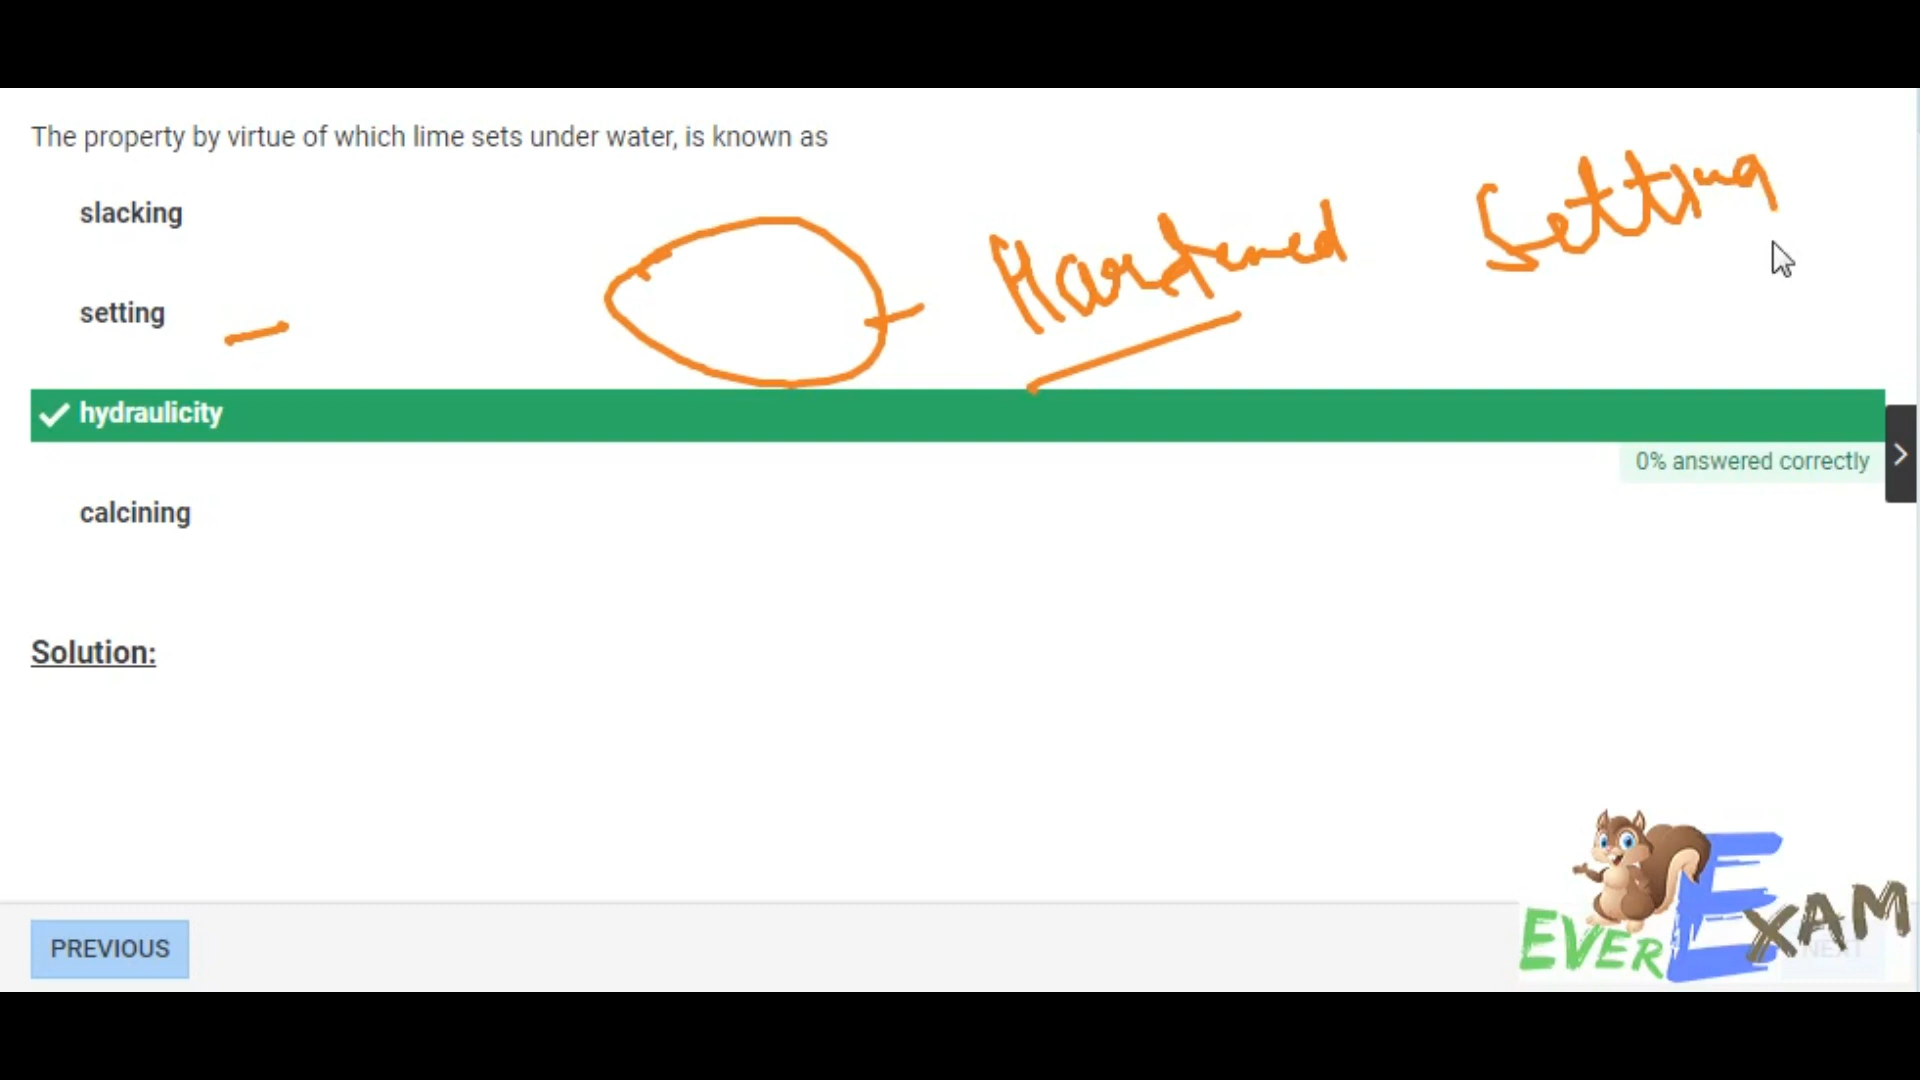 The property by virtue of which lime sets under water, is known as
slacking
Hardened Setting
setting
hydraulicity
0% answered correctly
calcining
Solution:
PREVIOUS
EVER EXAM
NEXT